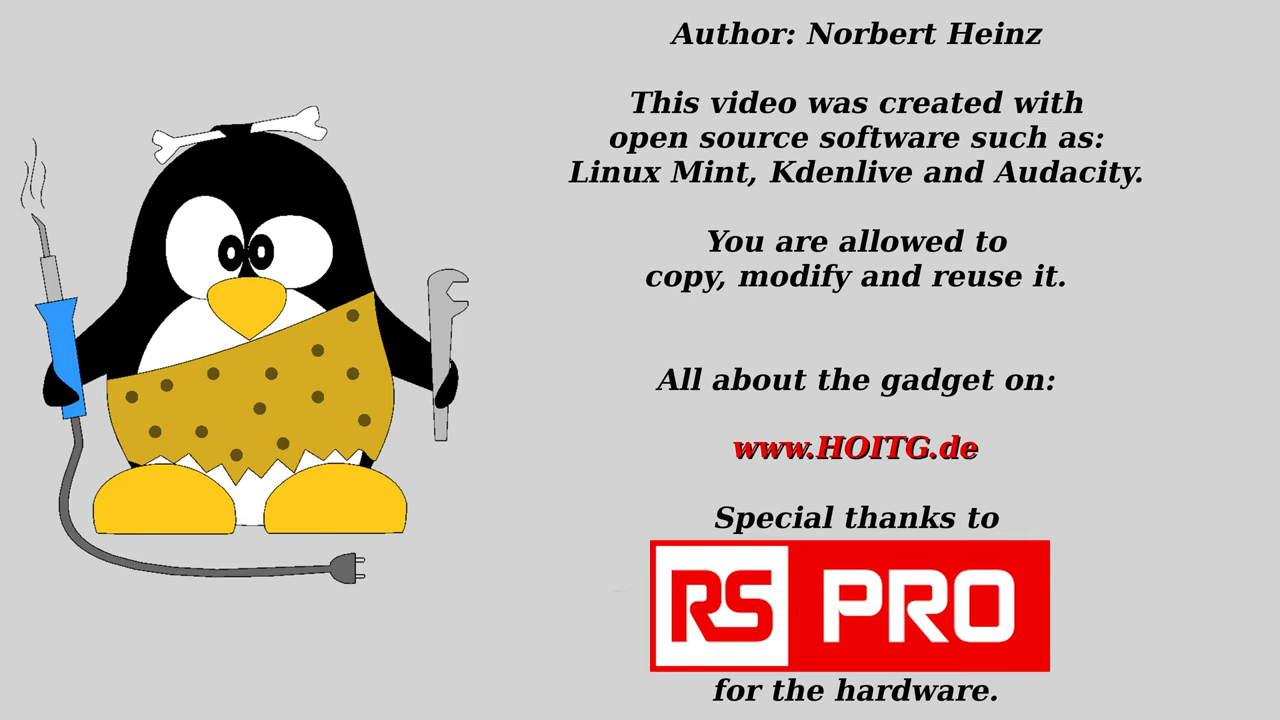 Author: Norbert Heinz
This video was created with
open source software such as:
Linux Mint, Kdenlive and Audacity.
You are allowed to
copy, modify and reuse it.
All about the gadget on:
www.HOITG.de
Special thanks to
RS PRO
for the hardware.